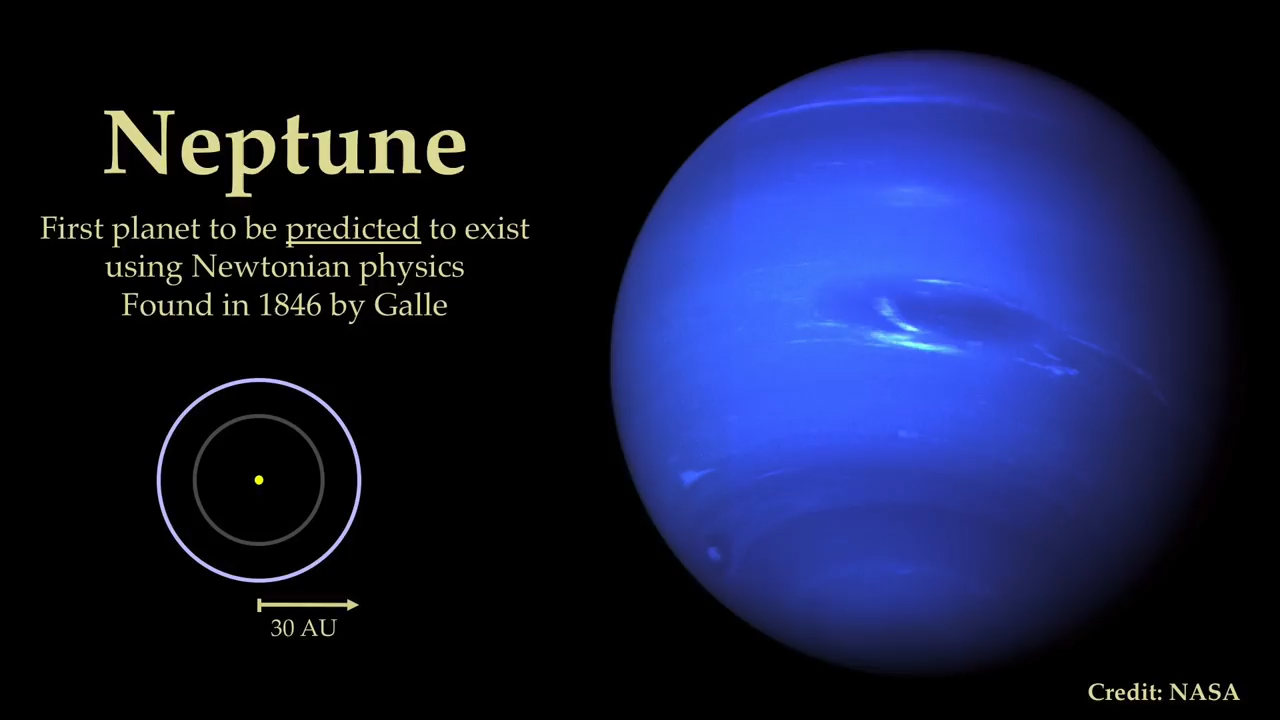 Neptune
First planet to be predicted to exist
using Newtonian physics
Found in 1846 by Galle
30 AU
Credit: NASA